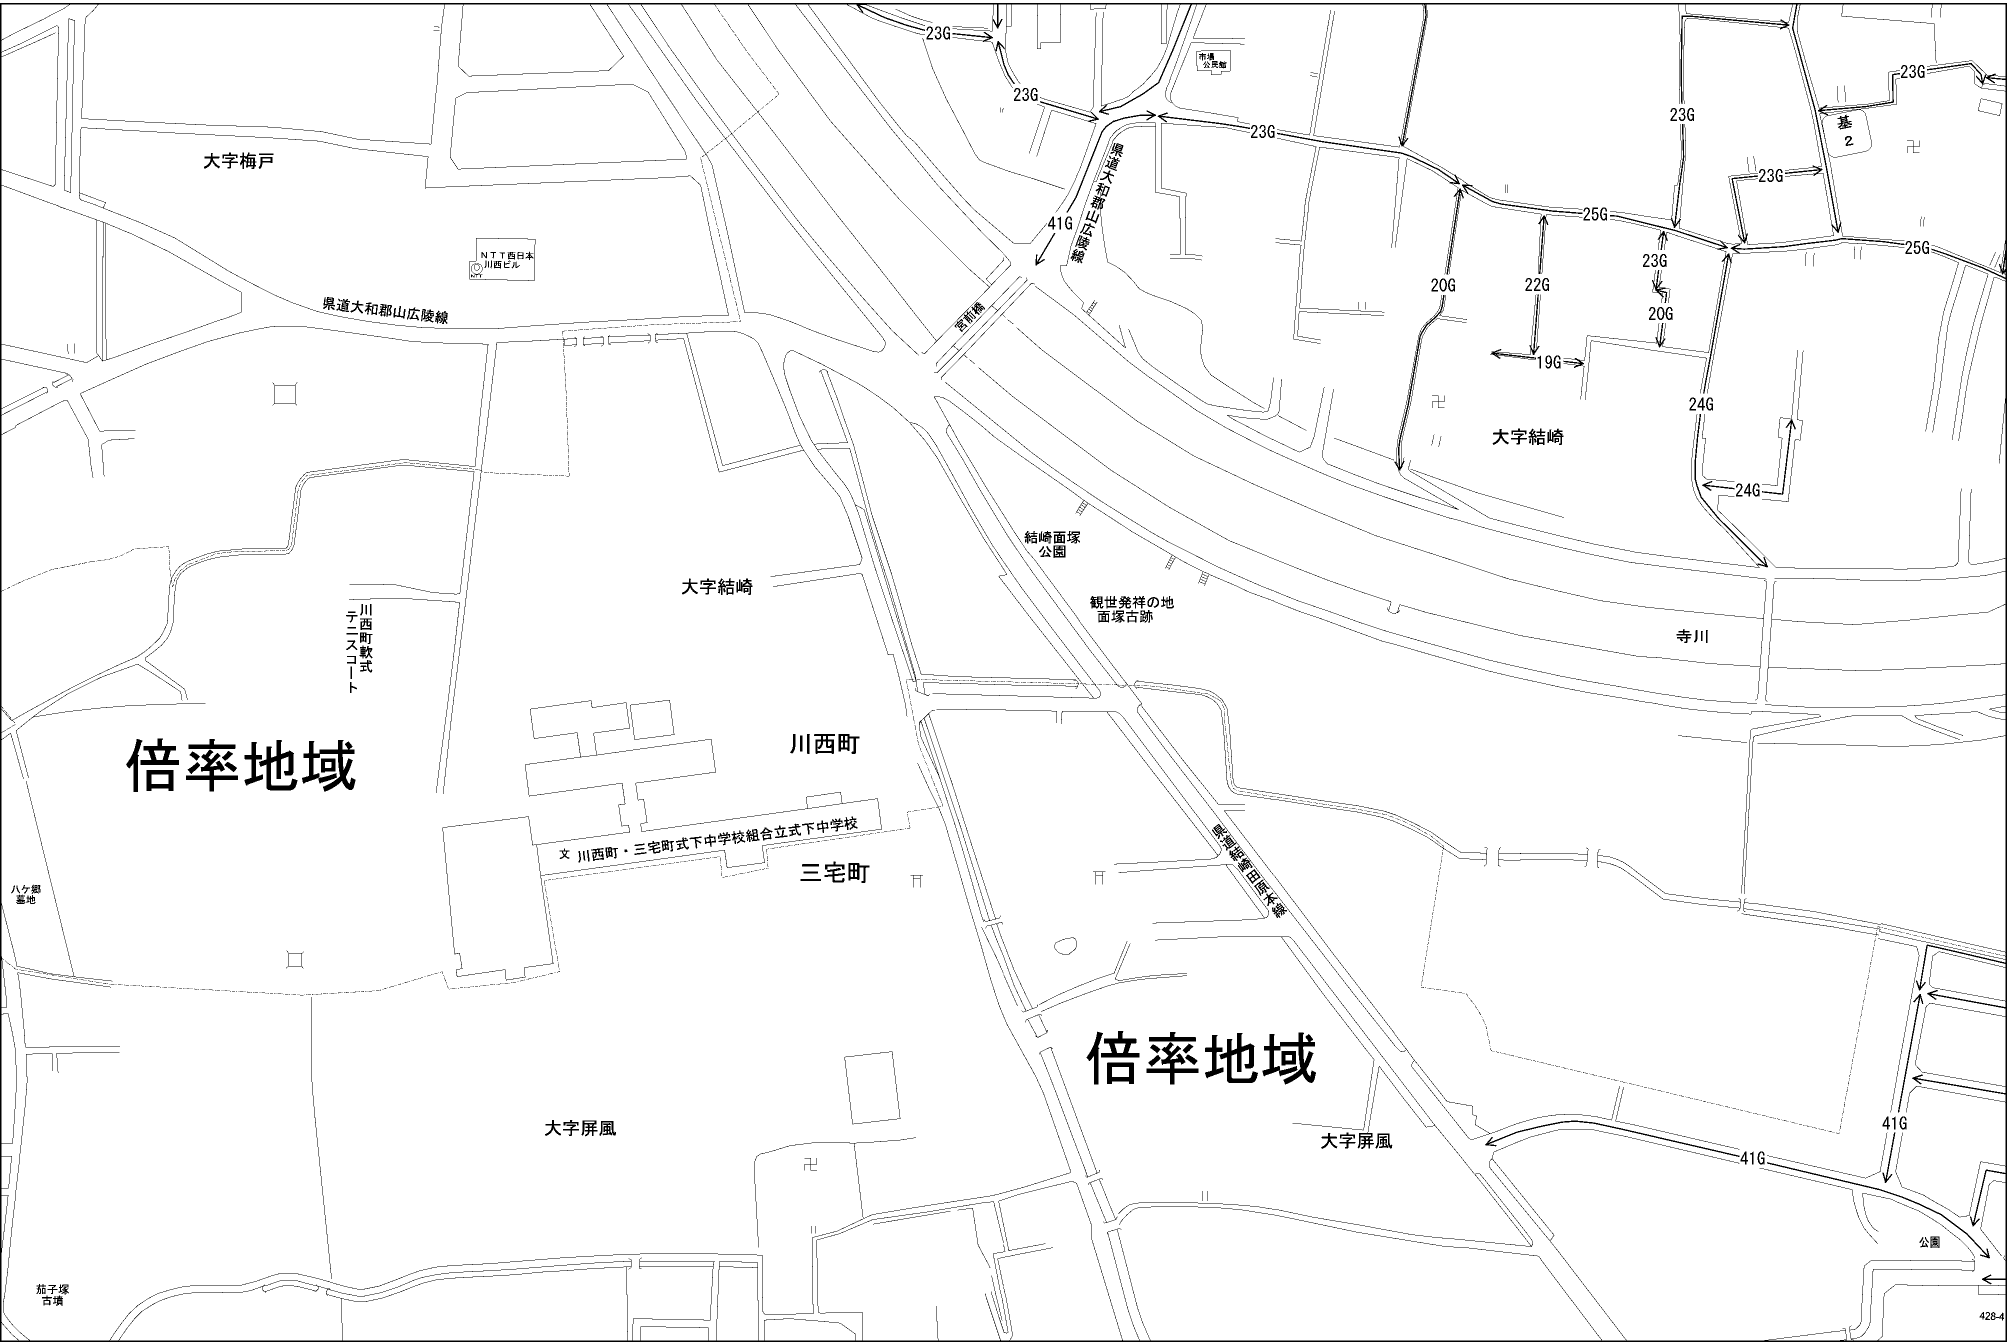 23G
市場
公民館
23G
23G
23G
23G
基
2
大字梅戸
県道大和郡山広陵線
23G
41G
25G
25G
NTT西日本
川西ビル
NTT
23G
20G
22G
県道大和郡山広陵線
宮前橋
20G
19G
24G
大字結崎
24G
結崎面塚
公園
大字結崎
観世発祥の地
面塚古跡
川西町軟式
テニスコート
寺川
倍率地域
川西町
文 川西町・三宅町式下中学校組合立式下中学校
県道結崎田原本線
三宅町
八ケ郷
墓地
倍率地域
大字屏風
大字屏風
41G
41G
公園
茄子塚
古墳
428-4